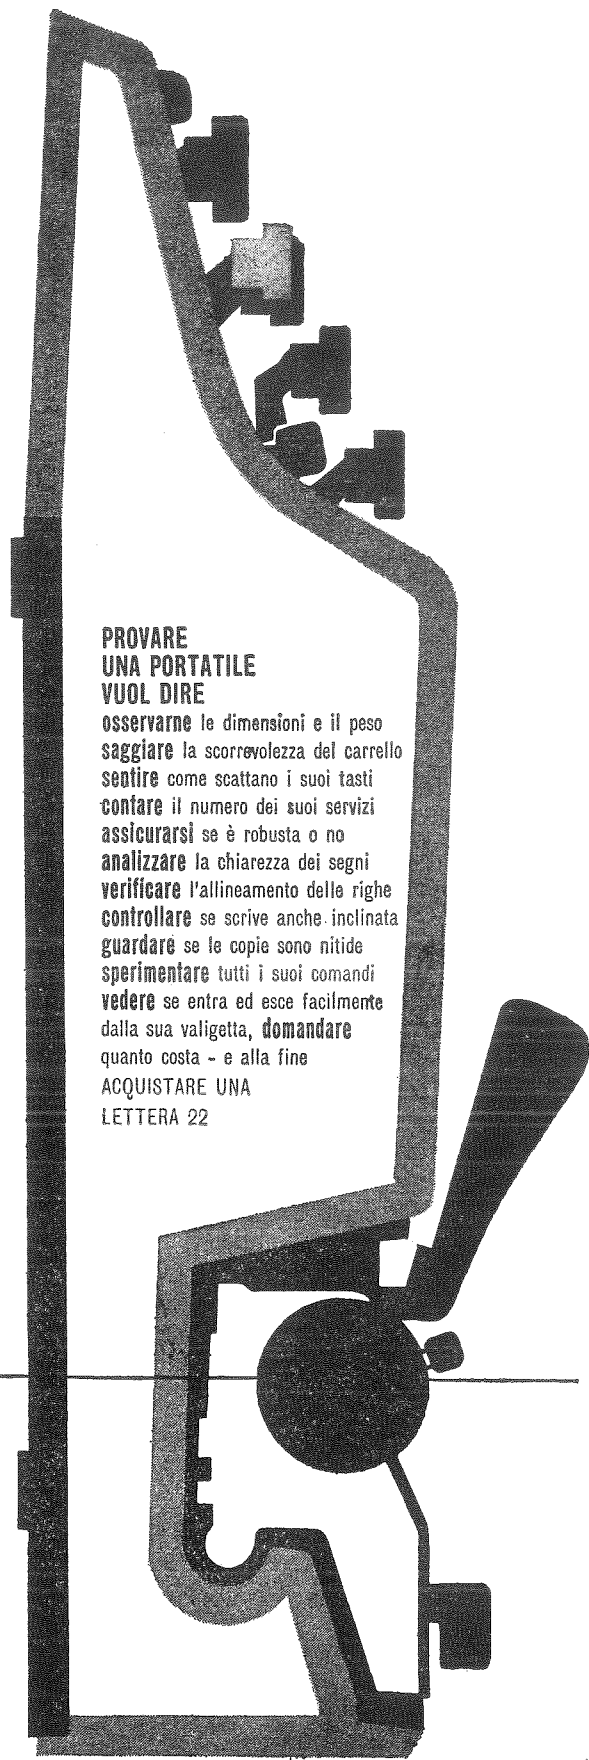 PROVARE
UNA PORTATILE
VUOL DIRE
osservarne le dimensioni e il peso
saggiare la scorrevolezza del carrello
sentire come scattano i suoi tasti
contare il numero dei suoi servizi
assicurarsi se è robusta o no
analizzare la chiarezza dei segni
verificare l'allineamento delle righe
controllare se scrive anche inclinata
guardare se le copie sono nitide
sperimentare tutti i suoi comandi
vedere se entra ed esce facilmente
dalla sua valigetta, domandare
quanto costa - e alla fine
ACQUISTARE UNA
LETTERA 22